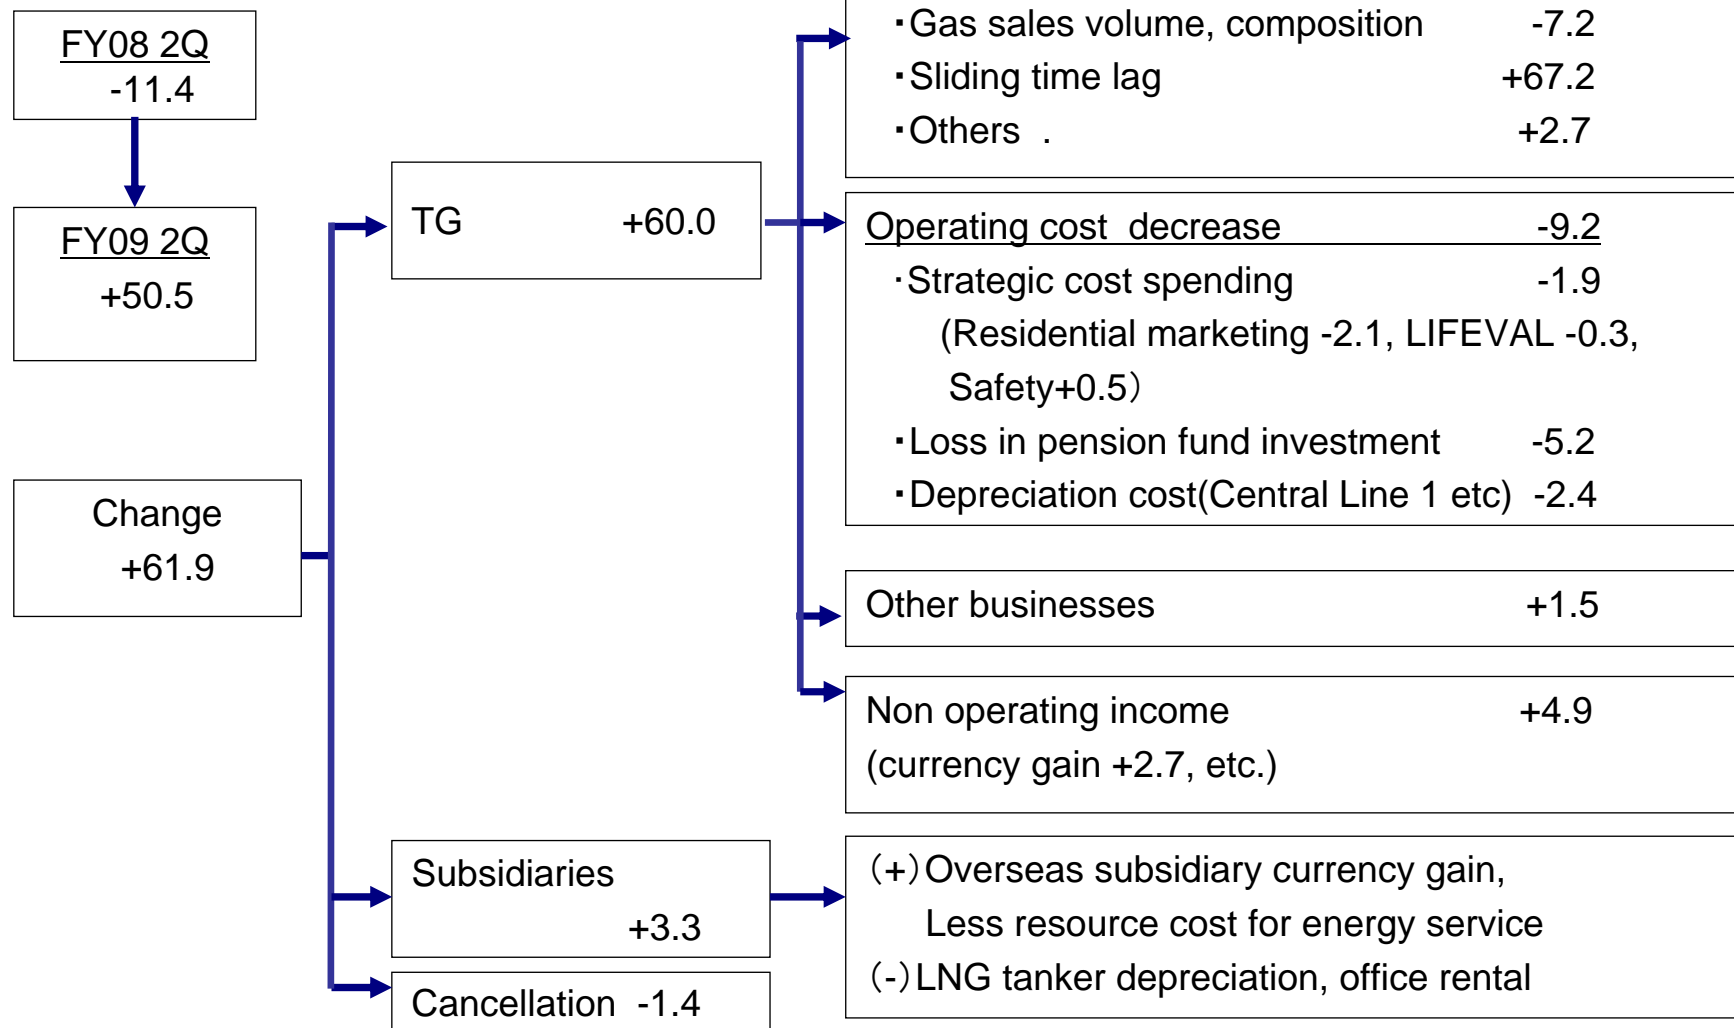 FY08 2Q
-11.4
FY09 2Q
+50.5
Change
+61.9
TG +60.0
Subsidiaries
+3.3
Cancellation -1.4
・Gas sales volume, composition -7.2
・Sliding time lag +67.2
・Others . +2.7
Operating cost decrease -9.2
・Strategic cost spending -1.9
(Residential marketing -2.1, LIFEVAL -0.3,
Safety+0.5）
・Loss in pension fund investment -5.2
・Depreciation cost(Central Line 1 etc) -2.4
Other businesses +1.5
Non operating income +4.9
(currency gain +2.7, etc.)
（+）Overseas subsidiary currency gain,
Less resource cost for energy service
（-）LNG tanker depreciation, office rental